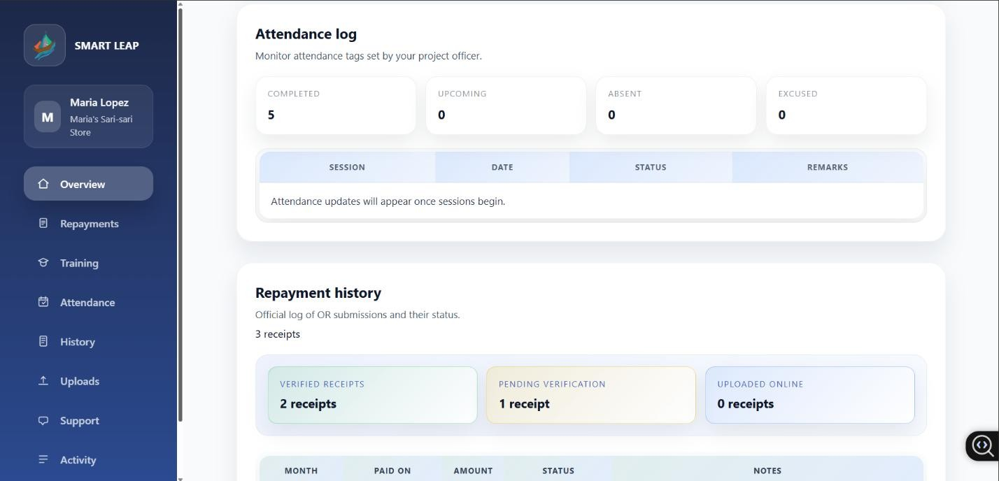 SMART LEAP
M
Maria Lopez
Maria's Sari-sari
Store
Overview
Repayments
Training
Attendance
History
Uploads
Support
Activity
Attendance log
Monitor attendance tags set by your project officer.
COMPLETED
5
UPCOMING
0
ABSENT
0
EXCUSED
0
SESSION DATE STATUS REMARKS
Attendance updates will appear once sessions begin.
Repayment history
Official log of OR submissions and their status.
3 receipts
VERIFIED RECEIPTS
2 receipts
PENDING VERIFICATION
1 receipt
UPLOADED ONLINE
0 receipts
MONTH PAID ON AMOUNT STATUS NOTES